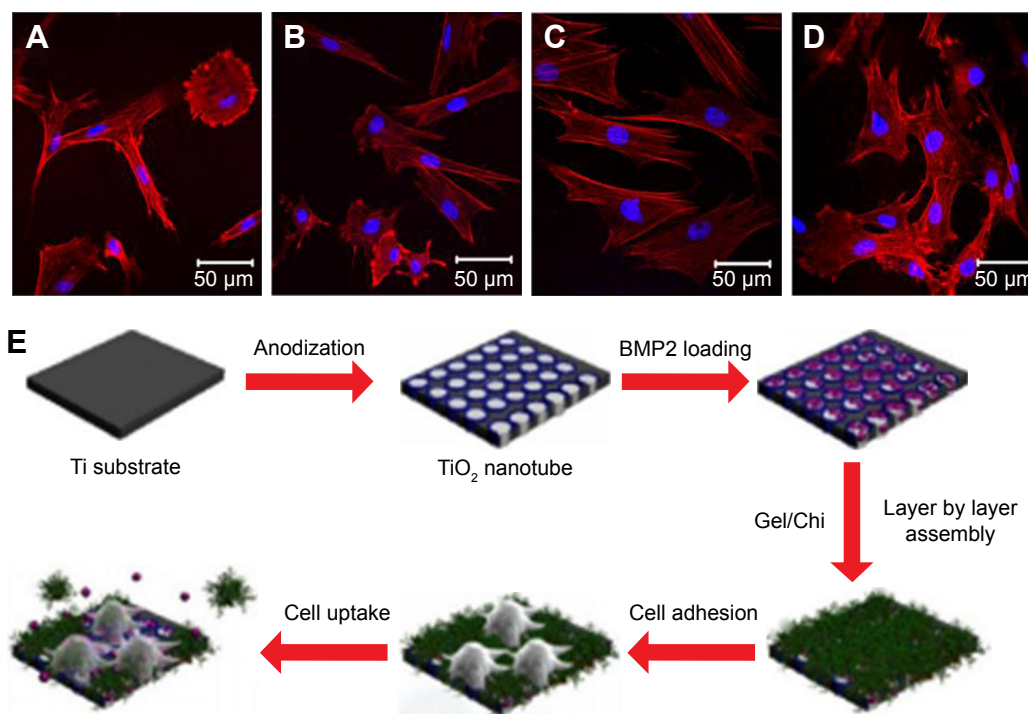 A
B
C
D
50 µm
50 µm
50 µm
50 µm
E
Anodization
BMP2 loading
Ti substrate
TiO₂ nanotube
Gel/Chi
Layer by layer
assembly
Cell uptake
Cell adhesion